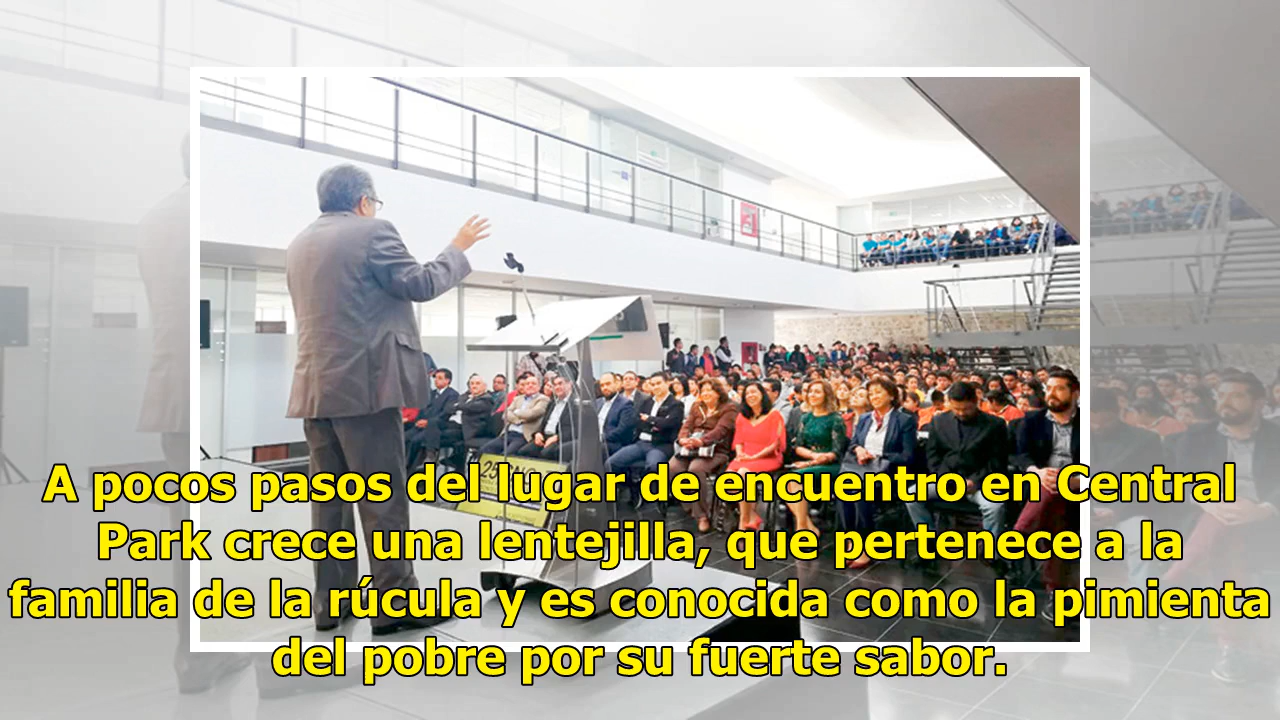 A pocos pasos del lugar de encuentro en Central
Park crece una lentejilla, que pertenece a la
familia de la rúcula y es conocida como la pimienta
del pobre por su fuerte sabor.